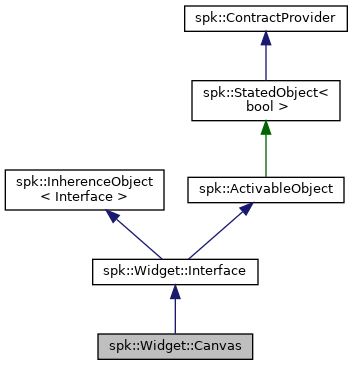 spk::ContractProvider
spk::StatedObject<
bool >
spk::InherenceObject
< Interface >
spk::ActivableObject
spk::Widget::Interface
spk::Widget::Canvas